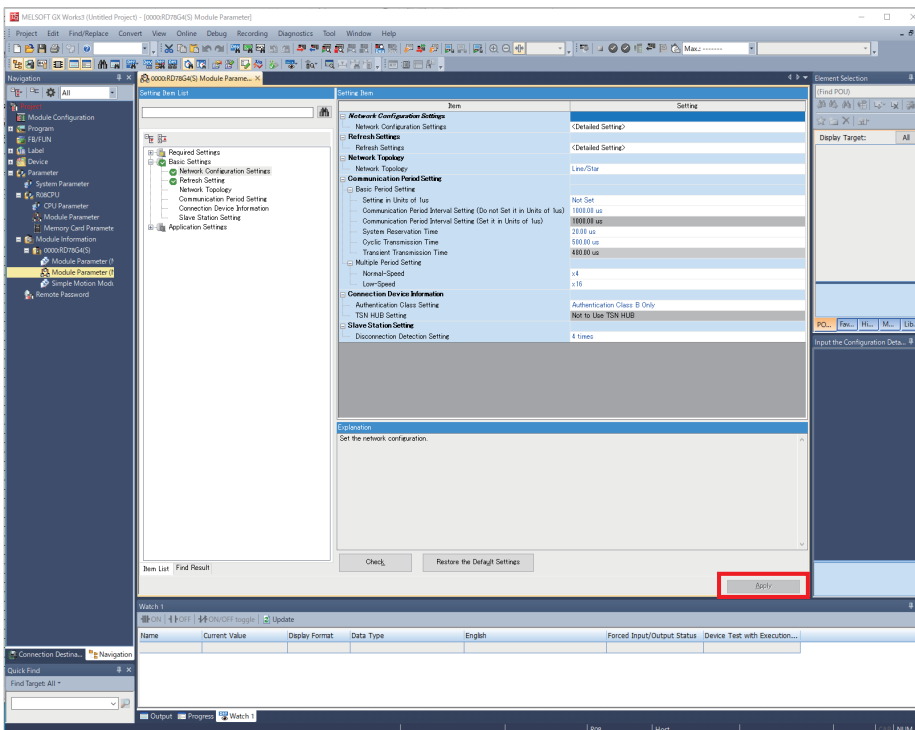 MELSOFT GX Works3 (Untitled Project) - [0000:RD78G4(S) Module Parameter]
Project Edit Find/Replace Convert View Online Debug Recording Diagnostics Tool Window Help
Max.: --------
Navigation
0000:RD78G4(S) Module Parame...
Element Selection
All
Project
Module Configuration
Program
FB/FUN
Label
Device
Parameter
System Parameter
R08CPU
CPU Parameter
Module Parameter
Memory Card Paramete
Module Information
0000:RD78G4(S)
Module Parameter (
Module Parameter (
Simple Motion Modu
Remote Password
Setting Item List
Required Settings
Basic Settings
Network Configuration Settings
Refresh Setting
Network Topology
Communication Period Setting
Connection Device Information
Slave Station Setting
Application Settings
Item List Find Result
Setting Item
Item Setting
Network Configuration Settings
Network Configuration Settings <Detailed Setting>
Refresh Settings
Refresh Settings <Detailed Setting>
Network Topology
Network Topology Line/Star
Communication Period Setting
Basic Period Setting
Setting in Units of 1us Not Set
Communication Period Interval Setting (Do not Set it in Units of 1us) 1000.00 us
Communication Period Interval Setting (Set it in Units of 1us) 1000.00 us
System Reservation Time 20.00 us
Cyclic Transmission Time 500.00 us
Transient Transmission Time 480.00 us
Multiple Period Setting
Normal-Speed x4
Low-Speed x16
Connection Device Information
Authentication Class Setting Authentication Class B Only
TSN HUB Setting Not to Use TSN HUB
Slave Station Setting
Disconnection Detection Setting 4 times
Explanation
Set the network configuration.
Check Restore the Default Settings
Apply
(Find POU)
Display Target: All
PO... Fav... Hi... M... Lib.
Input the Configuration Deta...
Watch 1
ON OFF ON/OFF toggle Update
Name Current Value Display Format Data Type English Forced Input/Output Status Device Test with Execution...
Connection Destina... Navigation
Quick Find
Find Target: All
Output Progress Watch 1
R08 Host CAP NUM